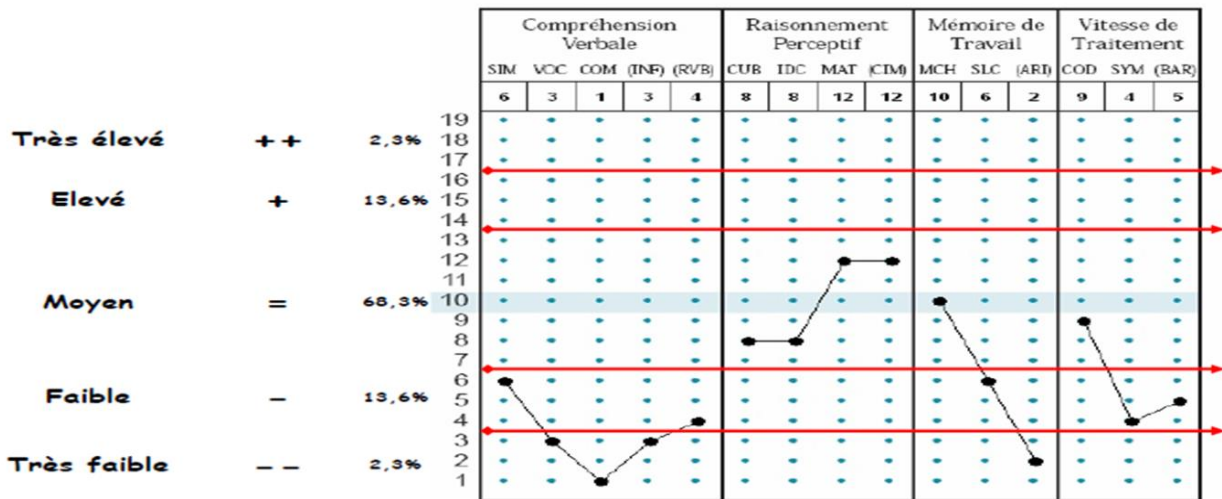 Compréhension Verbale
Raisonnement Perceptif
Mémoire de Travail
Vitesse de Traitement
SIM VOC COM (INF) (RVB) CUB IDC MAT (CIM) MCH SLC (ARI) COD SYM (BAR)
6 3 1 3 4 8 8 12 12 10 6 2 9 4 5
19
Très élevé ++ 2,3% 18
17
16
Elevé + 13,6% 15
14
13
12
11
Moyen = 68,3% 10
9
8
7
6
Faible - 13,6% 5
4
3
Très faible -- 2,3% 2
1